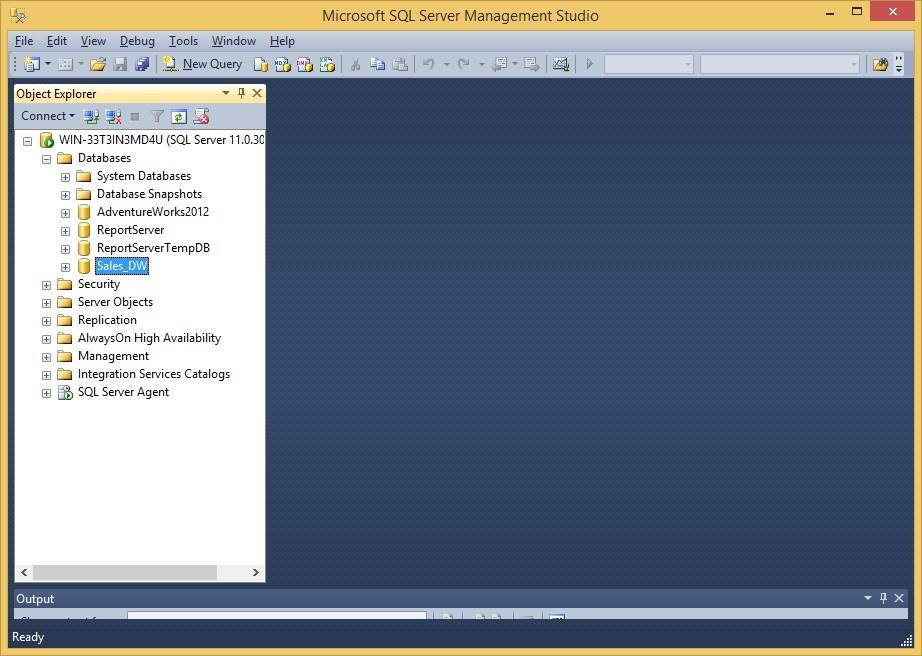 Microsoft SQL Server Management Studio
File Edit View Debug Tools Window Help
New Query
Object Explorer
Connect
WIN-33T3IN3MD4U (SQL Server 11.0.30
Databases
System Databases
Database Snapshots
AdventureWorks2012
ReportServer
ReportServerTempDB
Sales_DW
Security
Server Objects
Replication
AlwaysOn High Availability
Management
Integration Services Catalogs
SQL Server Agent
Output
Ready